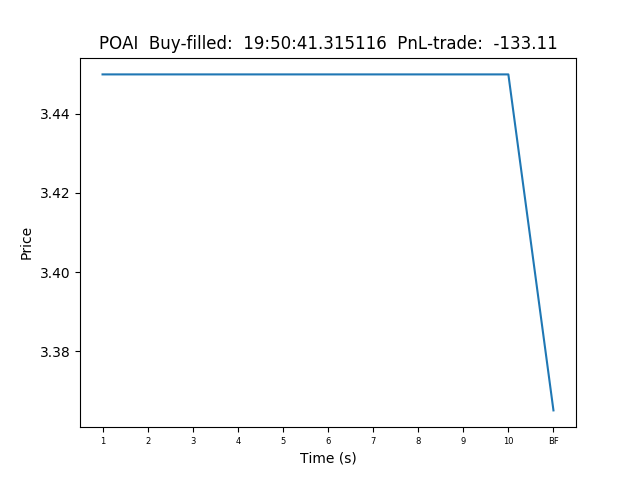 POAI  Buy-filled:  19:50:41.315116  PnL-trade:  -133.11
3.44
3.42
3.40
3.38
Price
1 2 3 4 5 6 7 8 9 10 BF
Time (s)